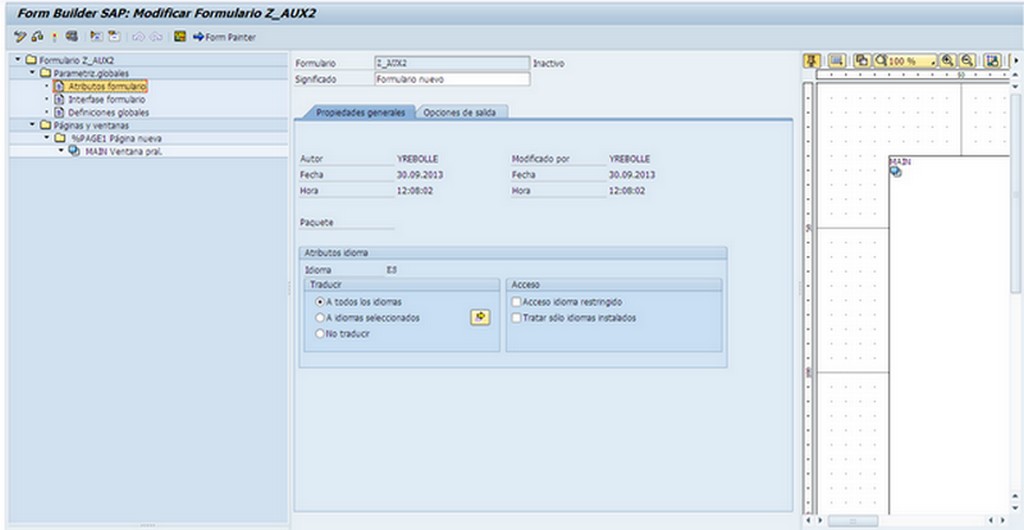 Form Builder SAP: Modificar Formulario Z_AUX2
Form Painter
Formulario Z_AUX2
Parametriz.globales
Atributos formulario
Interfase formulario
Definiciones globales
Páginas y ventanas
%PAGE1 Página nueva
MAIN Ventana pral.
Formulario Z_AUX2 Inactivo
Significado Formulario nuevo
Propiedades generales Opciones de salida
Autor YREBOLLE Modificado por YREBOLLE
Fecha 30.09.2013 Fecha 30.09.2013
Hora 12:08:02 Hora 12:08:02
Paquete
Atributos idioma
Idioma ES
Traducir Acceso
A todos los idiomas Acceso idioma restringido
A idiomas seleccionados Tratar sólo idiomas instalados
No traducir
100 %
50
MAIN
50
100